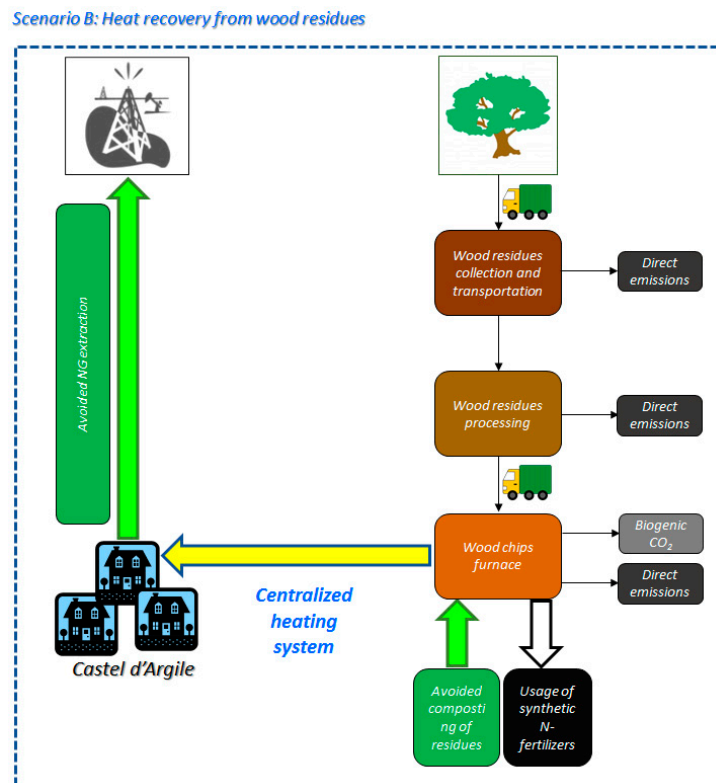 Scenario B: Heat recovery from wood residues
Avoided NG extraction
Wood residues
collection and
transportation
Direct
emissions
Wood residues
processing
Direct
emissions
Wood chips
furnace
Biogenic
CO₂
Direct
emissions
Centralized
heating
system
Castel d'Argile
Avoided
composti
ng of
residues
Usage of
synthetic
N-
fertilizers